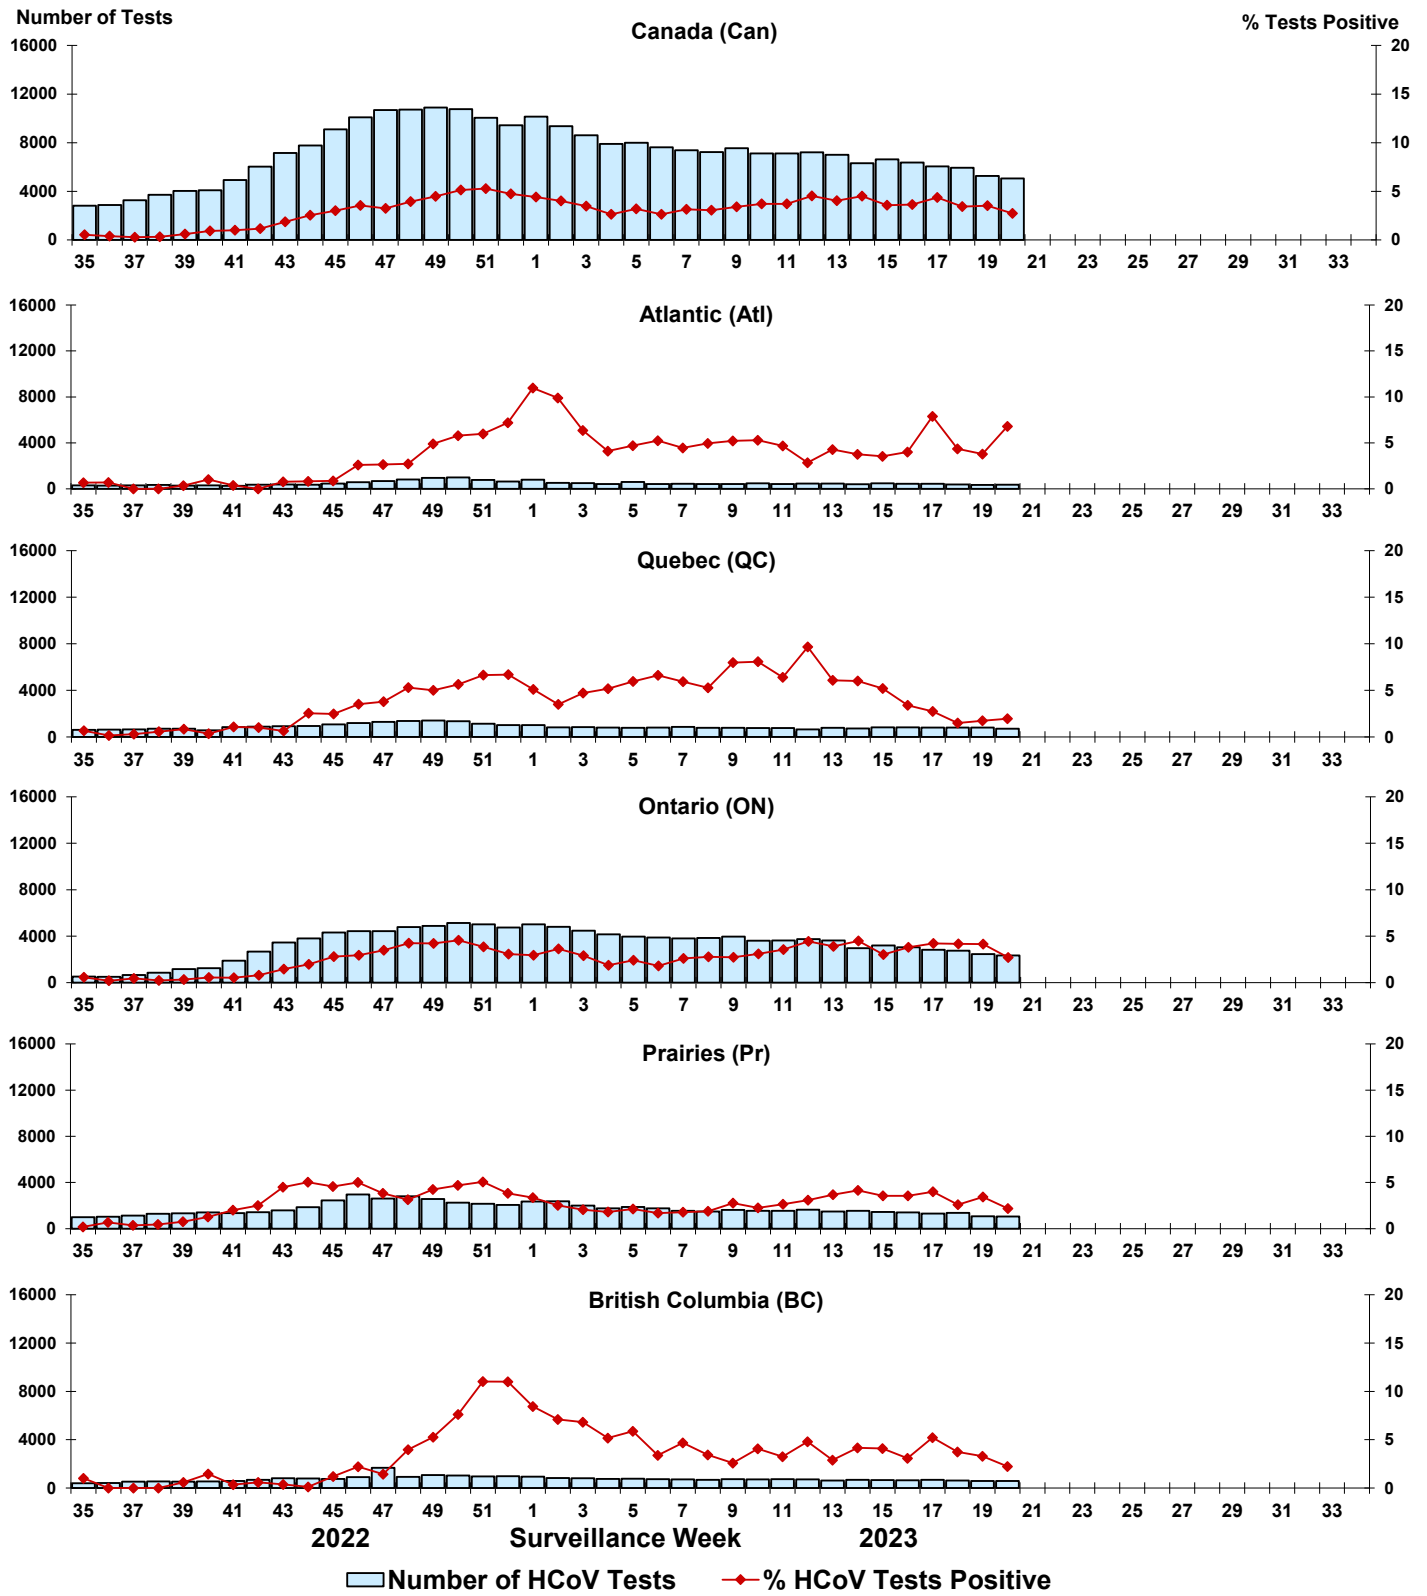 Number of Tests
Canada (Can)
% Tests Positive
16000 20
12000 15
8000 10
4000 5
0 0
35 37 39 41 43 45 47 49 51 1 3 5 7 9 11 13 15 17 19 21 23 25 27 29 31 33
Atlantic (Atl)
16000 20
12000 15
8000 10
4000 5
0 0
35 37 39 41 43 45 47 49 51 1 3 5 7 9 11 13 15 17 19 21 23 25 27 29 31 33
Quebec (QC)
16000 20
12000 15
8000 10
4000 5
0 0
35 37 39 41 43 45 47 49 51 1 3 5 7 9 11 13 15 17 19 21 23 25 27 29 31 33
Ontario (ON)
16000 20
12000 15
8000 10
4000 5
0 0
35 37 39 41 43 45 47 49 51 1 3 5 7 9 11 13 15 17 19 21 23 25 27 29 31 33
Prairies (Pr)
16000 20
12000 15
8000 10
4000 5
0 0
35 37 39 41 43 45 47 49 51 1 3 5 7 9 11 13 15 17 19 21 23 25 27 29 31 33
British Columbia (BC)
16000 20
12000 15
8000 10
4000 5
0 0
35 37 39 41 43 45 47 49 51 1 3 5 7 9 11 13 15 17 19 21 23 25 27 29 31 33
2022 Surveillance Week 2023
Number of HCoV Tests % HCoV Tests Positive